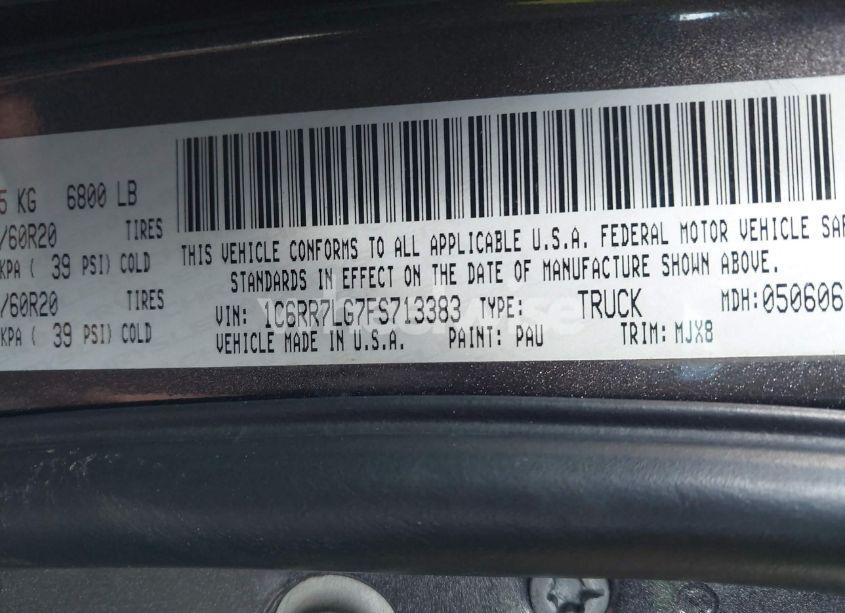 5 KG 6800 LB
/60R20 TIRES
KPA ( 39 PSI) COLD
/60R20 TIRES
KPA ( 39 PSI) COLD
THIS VEHICLE CONFORMS TO ALL APPLICABLE U.S.A. FEDERAL MOTOR VEHICLE SAF
STANDARDS IN EFFECT ON THE DATE OF MANUFACTURE SHOWN ABOVE.
VIN: 1C6RR7LG7FS713383 TYPE: TRUCK MDH:050606
VEHICLE MADE IN U.S.A. PAINT: PAU TRIM: MJX8